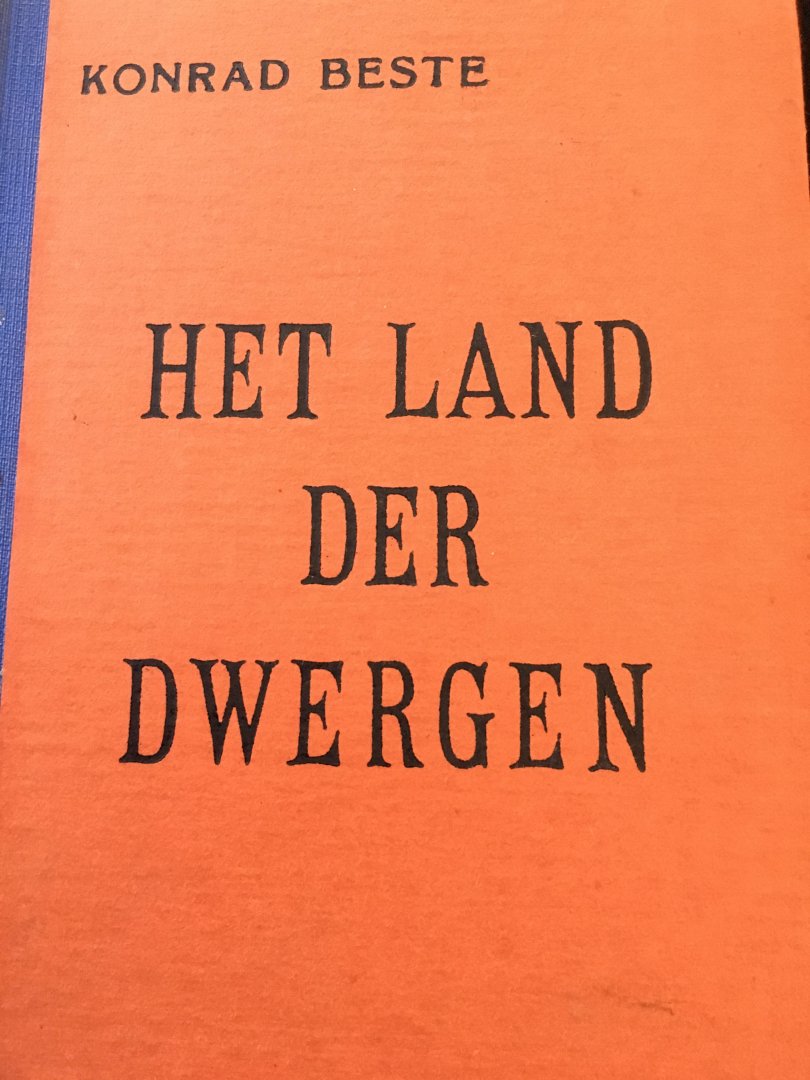 KONRAD BESTE
HET LAND
DER
DWERGEN